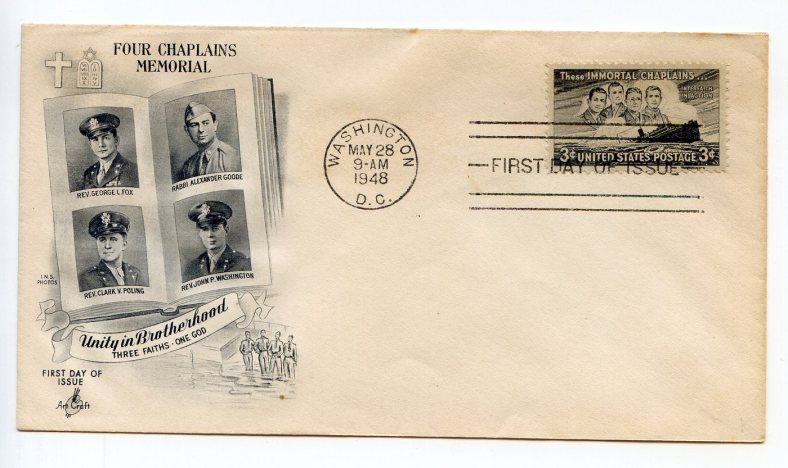 FOUR CHAPLAINS
MEMORIAL
REV. GEORGE L. FOX
RABBI ALEXANDER GOODE
REV. CLARK V. POLING
REV. JOHN P. WASHINGTON
I.N.S.
PHOTOS
Unity in Brotherhood
THREE FAITHS · ONE GOD
FIRST DAY OF
ISSUE
Art Craft
WASHINGTON
MAY 28
9-AM
1948
D.C.
These IMMORTAL CHAPLAINS...
INTERFAITH
IN ACTION
3¢ UNITED STATES POSTAGE 3¢
FIRST DAY OF ISSUE